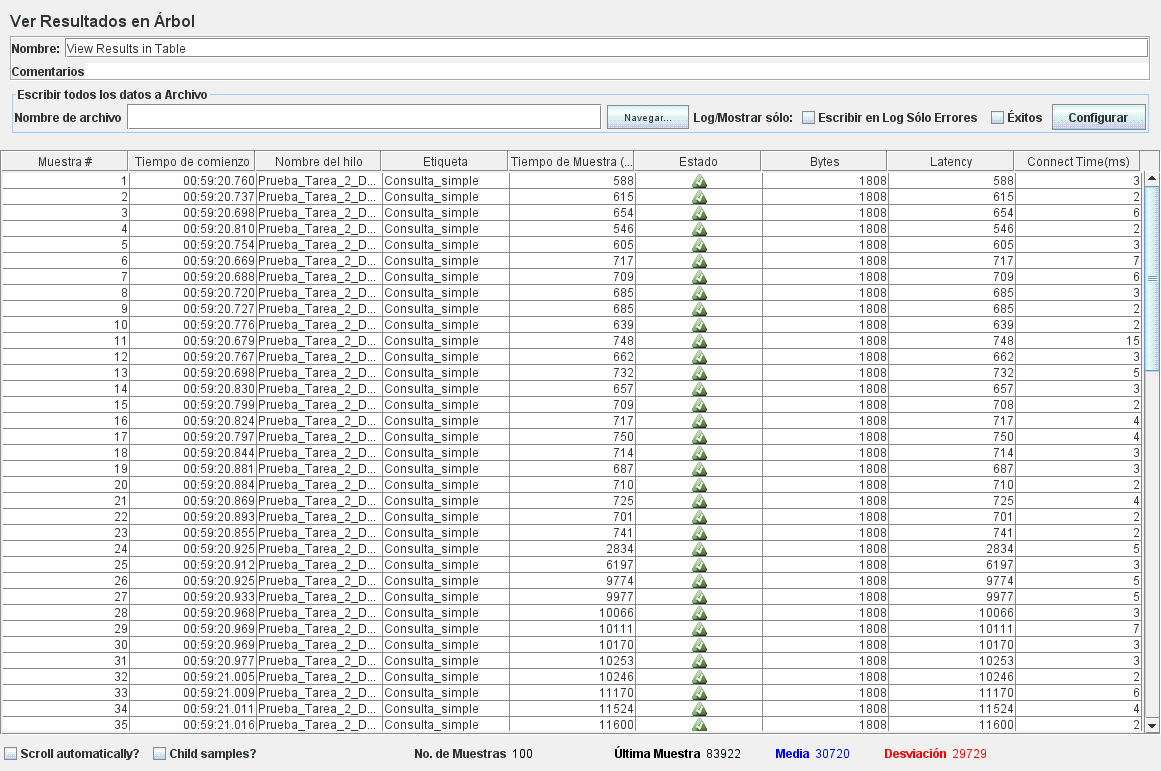 Ver Resultados en Árbol
Nombre: View Results in Table
Comentarios
Escribir todos los datos a Archivo
Nombre de archivo Navegar... Log/Mostrar sólo: Escribir en Log Sólo Errores Éxitos Configurar
Muestra # Tiempo de comienzo Nombre del hilo Etiqueta Tiempo de Muestra (... Estado Bytes Latency Connect Time(ms)
1 00:59:20.760 Prueba_Tarea_2_D... Consulta_simple 588 1808 588 3
2 00:59:20.737 Prueba_Tarea_2_D... Consulta_simple 615 1808 615 2
3 00:59:20.698 Prueba_Tarea_2_D... Consulta_simple 654 1808 654 6
4 00:59:20.810 Prueba_Tarea_2_D... Consulta_simple 546 1808 546 2
5 00:59:20.754 Prueba_Tarea_2_D... Consulta_simple 605 1808 605 3
6 00:59:20.669 Prueba_Tarea_2_D... Consulta_simple 717 1808 717 7
7 00:59:20.688 Prueba_Tarea_2_D... Consulta_simple 709 1808 709 6
8 00:59:20.720 Prueba_Tarea_2_D... Consulta_simple 685 1808 685 3
9 00:59:20.727 Prueba_Tarea_2_D... Consulta_simple 685 1808 685 2
10 00:59:20.776 Prueba_Tarea_2_D... Consulta_simple 639 1808 639 2
11 00:59:20.679 Prueba_Tarea_2_D... Consulta_simple 748 1808 748 15
12 00:59:20.767 Prueba_Tarea_2_D... Consulta_simple 662 1808 662 3
13 00:59:20.698 Prueba_Tarea_2_D... Consulta_simple 732 1808 732 5
14 00:59:20.830 Prueba_Tarea_2_D... Consulta_simple 657 1808 657 3
15 00:59:20.799 Prueba_Tarea_2_D... Consulta_simple 709 1808 708 2
16 00:59:20.824 Prueba_Tarea_2_D... Consulta_simple 717 1808 717 4
17 00:59:20.797 Prueba_Tarea_2_D... Consulta_simple 750 1808 750 4
18 00:59:20.844 Prueba_Tarea_2_D... Consulta_simple 714 1808 714 3
19 00:59:20.881 Prueba_Tarea_2_D... Consulta_simple 687 1808 687 3
20 00:59:20.884 Prueba_Tarea_2_D... Consulta_simple 710 1808 710 2
21 00:59:20.869 Prueba_Tarea_2_D... Consulta_simple 725 1808 725 4
22 00:59:20.893 Prueba_Tarea_2_D... Consulta_simple 701 1808 701 2
23 00:59:20.855 Prueba_Tarea_2_D... Consulta_simple 741 1808 741 2
24 00:59:20.925 Prueba_Tarea_2_D... Consulta_simple 2834 1808 2834 5
25 00:59:20.912 Prueba_Tarea_2_D... Consulta_simple 6197 1808 6197 3
26 00:59:20.925 Prueba_Tarea_2_D... Consulta_simple 9774 1808 9774 5
27 00:59:20.933 Prueba_Tarea_2_D... Consulta_simple 9977 1808 9977 5
28 00:59:20.968 Prueba_Tarea_2_D... Consulta_simple 10066 1808 10066 3
29 00:59:20.969 Prueba_Tarea_2_D... Consulta_simple 10111 1808 10111 7
30 00:59:20.969 Prueba_Tarea_2_D... Consulta_simple 10170 1808 10170 3
31 00:59:20.977 Prueba_Tarea_2_D... Consulta_simple 10253 1808 10253 3
32 00:59:21.005 Prueba_Tarea_2_D... Consulta_simple 10246 1808 10246 2
33 00:59:21.009 Prueba_Tarea_2_D... Consulta_simple 11170 1808 11170 6
34 00:59:21.011 Prueba_Tarea_2_D... Consulta_simple 11524 1808 11524 4
35 00:59:21.016 Prueba_Tarea_2_D... Consulta_simple 11600 1808 11600 2
Scroll automatically? Child samples? No. de Muestras 100 Última Muestra 83922 Media 30720 Desviación 29729